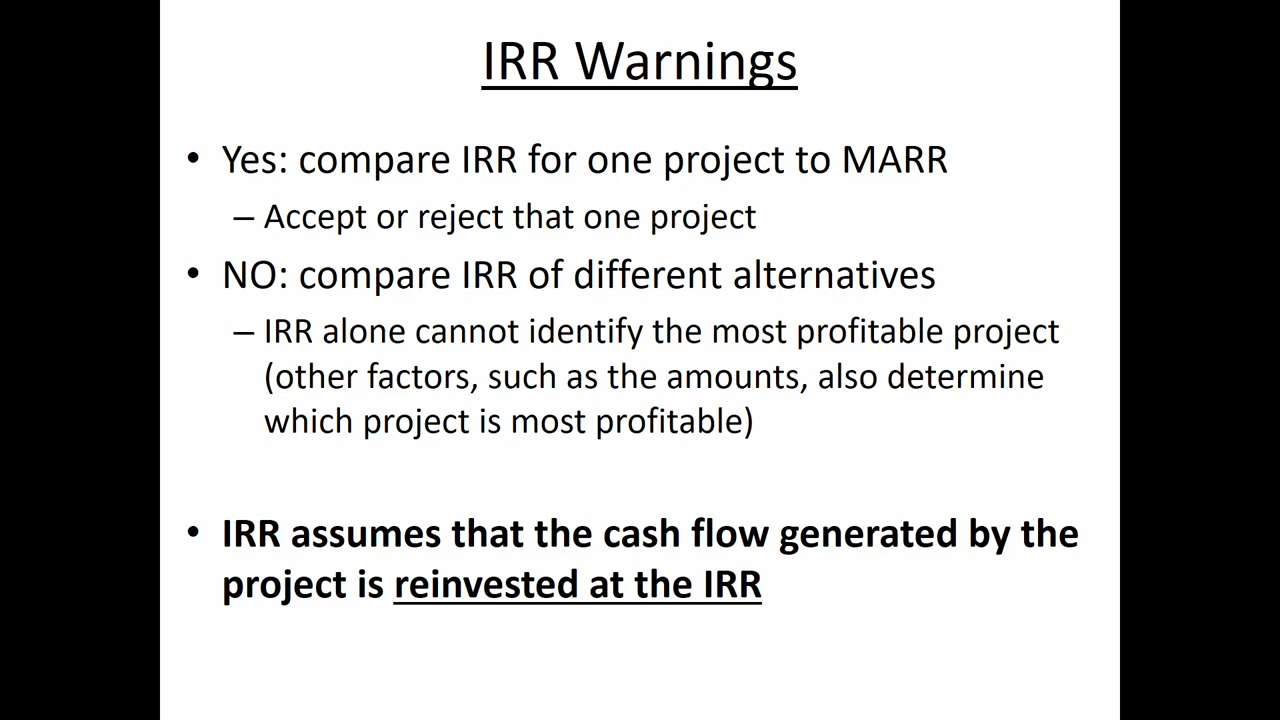 IRR Warnings
• Yes: compare IRR for one project to MARR
– Accept or reject that one project
• NO: compare IRR of different alternatives
– IRR alone cannot identify the most profitable project
(other factors, such as the amounts, also determine
which project is most profitable)
• IRR assumes that the cash flow generated by the
project is reinvested at the IRR